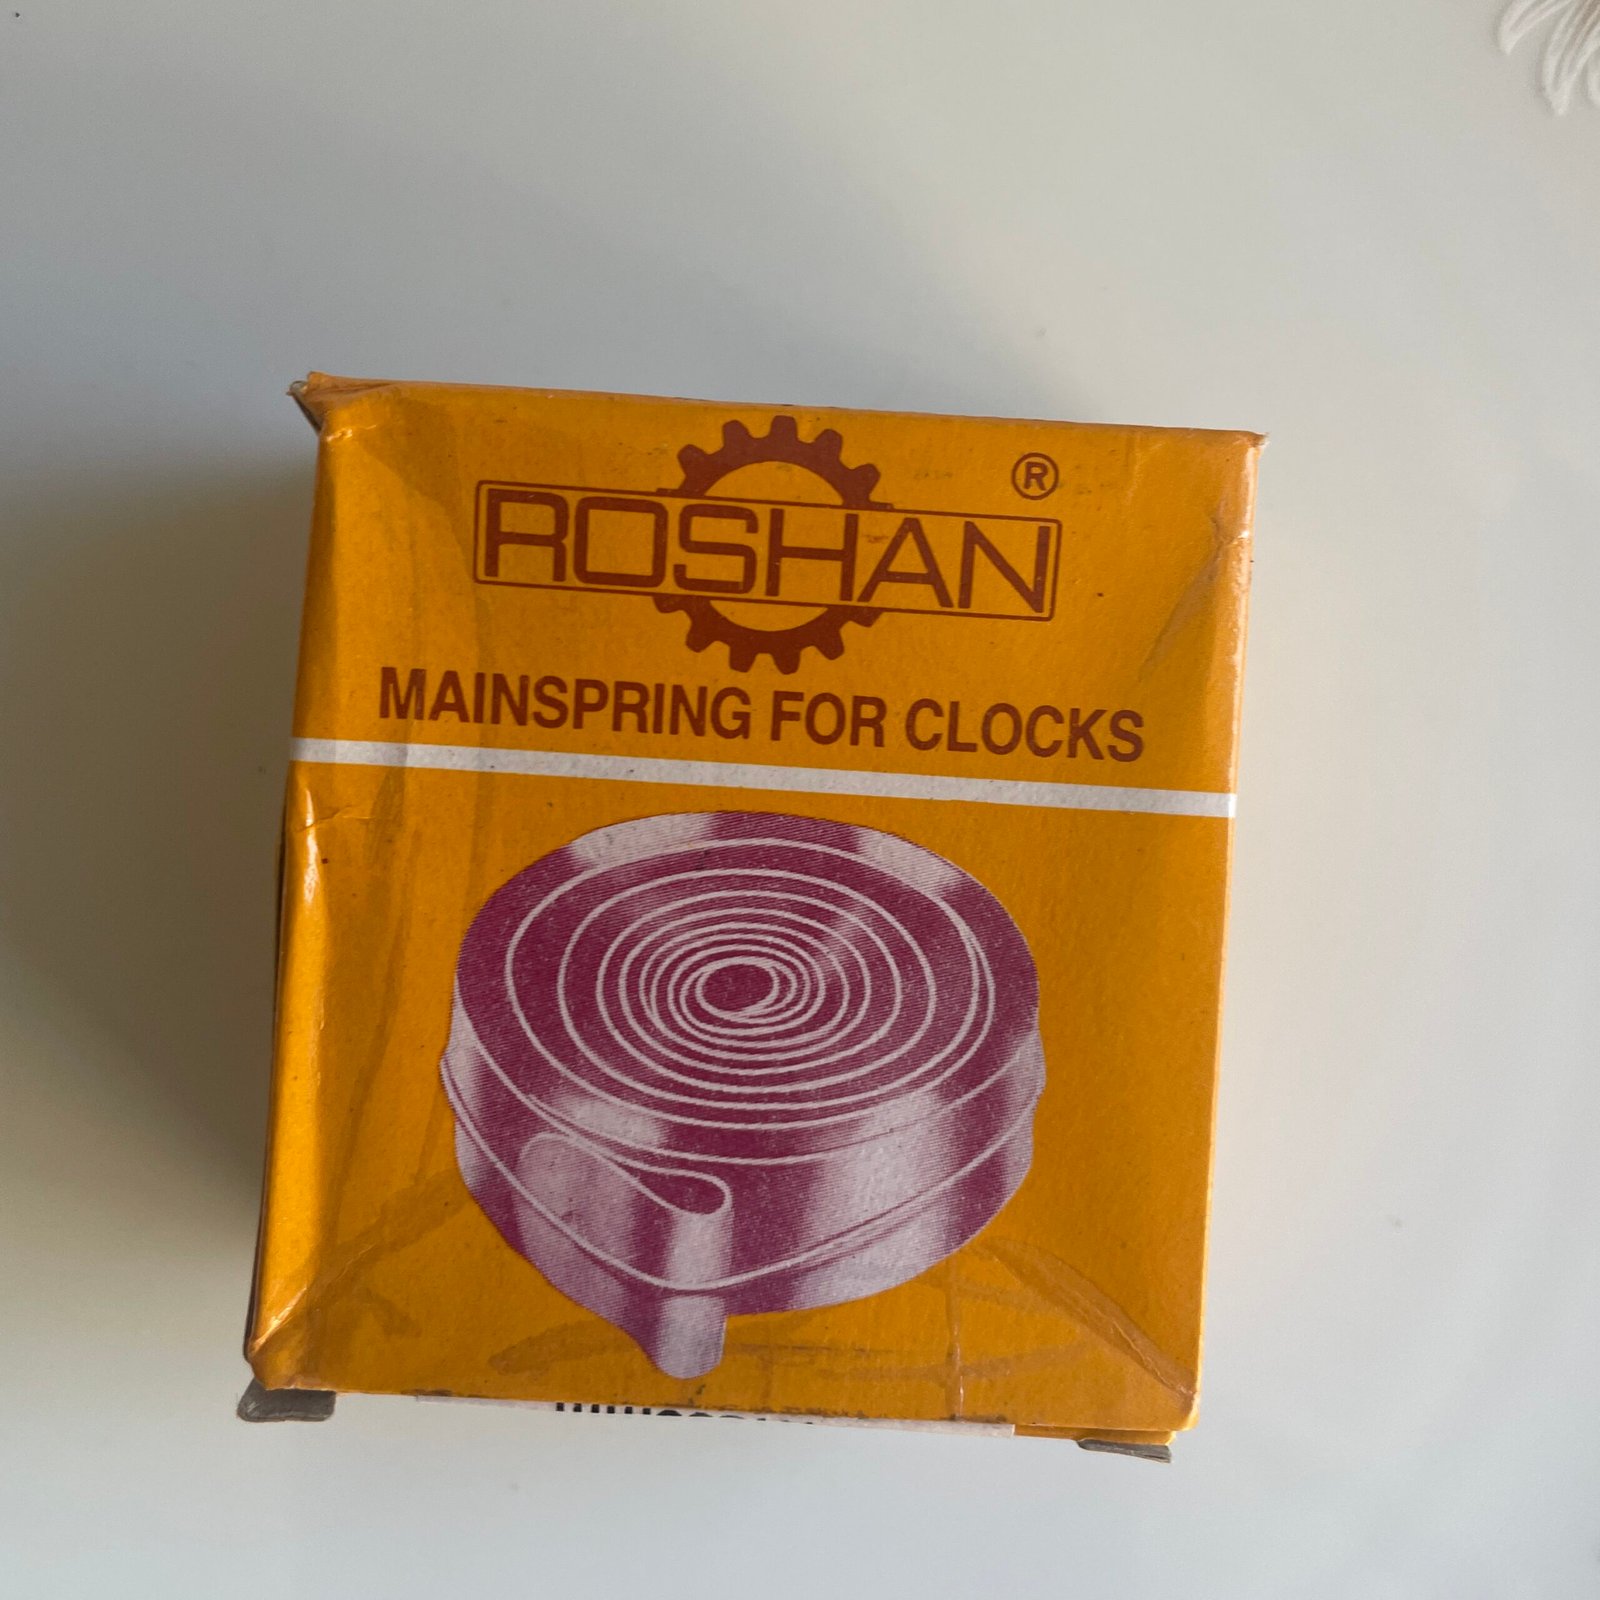 ROSHAN ®
MAINSPRING FOR CLOCKS